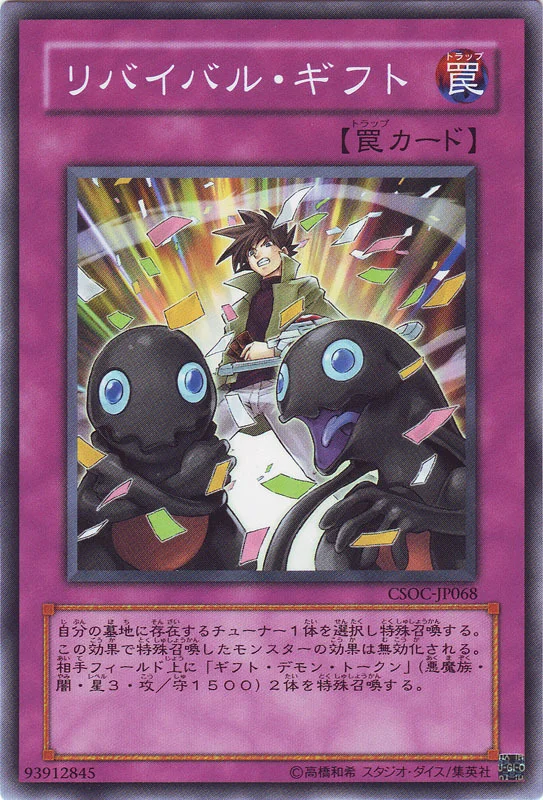 リバイバル・ギフト
トラップ
罠
トラップ
【罠カード】
CSOC-JP068
自分の墓地に存在するチューナー1体を選択し特殊召喚する。
この効果で特殊召喚したモンスターの効果は無効化される。
相手フィールド上に「ギフト・デモン・トークン」(悪魔族・
闇・星3・攻/守1500)2体を特殊召喚する。
93912845
©高橋和希 スタジオ・ダイス/集英社